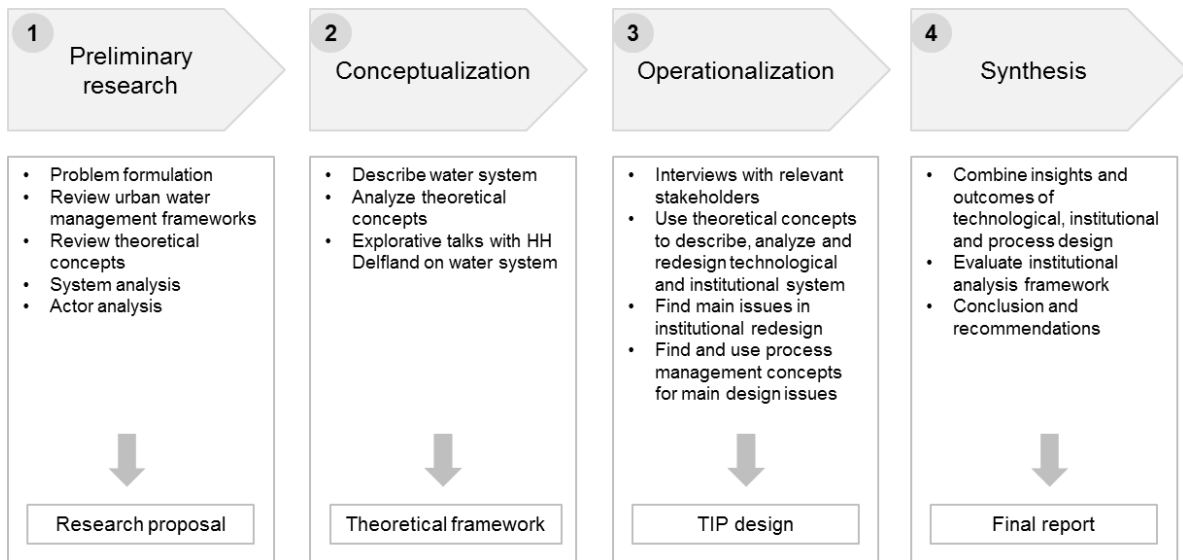 1
Preliminary
research
• Problem formulation
• Review urban water
management frameworks
• Review theoretical
concepts
• System analysis
• Actor analysis
Research proposal
2
Conceptualization
• Describe water system
• Analyze theoretical
concepts
• Explorative talks with HH
Delfland on water system
Theoretical framework
3
Operationalization
• Interviews with relevant
stakeholders
• Use theoretical concepts
to describe, analyze and
redesign technological
and institutional system
• Find main issues in
institutional redesign
• Find and use process
management concepts
for main design issues
TIP design
4
Synthesis
• Combine insights and
outcomes of
technological, institutional
and process design
• Evaluate institutional
analysis framework
• Conclusion and
recommendations
Final report